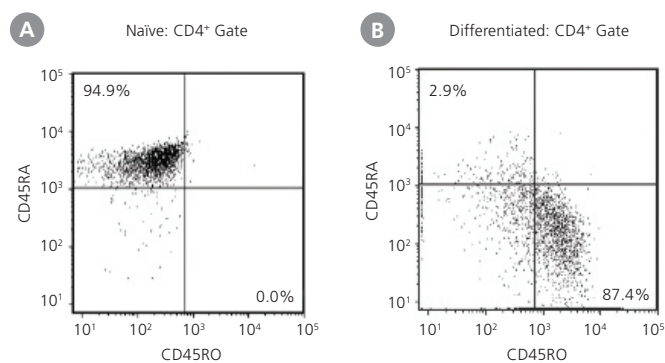 A
Naïve: CD4⁺ Gate
94.9%
0.0%
10⁵
10⁴
10³
10²
10¹
CD45RA
10¹ 10² 10³ 10⁴ 10⁵
CD45RO
B
Differentiated: CD4⁺ Gate
2.9%
87.4%
10⁵
10⁴
10³
10²
10¹
CD45RA
10¹ 10² 10³ 10⁴ 10⁵
CD45RO